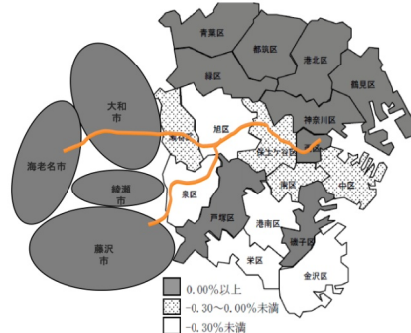 青葉区
都筑区
港北区
鶴見区
緑区
神奈川区
大和
市
旭区
保土ケ谷区
海老名市
綾瀬
市
泉区
南区
中区
戸塚区
港南区
磯子区
藤沢
市
栄区
金沢区
0.00%以上
-0.30～0.00%未満
-0.30%未満